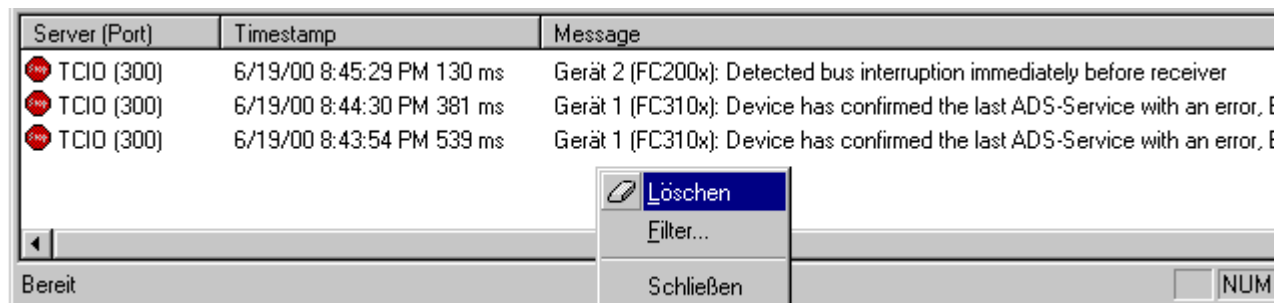 Server (Port) Timestamp Message
STOP TCIO (300) 6/19/00 8:45:29 PM 130 ms Gerät 2 (FC200x): Detected bus interruption immediately before receiver
STOP TCIO (300) 6/19/00 8:44:30 PM 381 ms Gerät 1 (FC310x): Device has confirmed the last ADS-Service with an error,
STOP TCIO (300) 6/19/00 8:43:54 PM 539 ms Gerät 1 (FC310x): Device has confirmed the last ADS-Service with an error,
Löschen
Filter...
Schließen
Bereit NUM